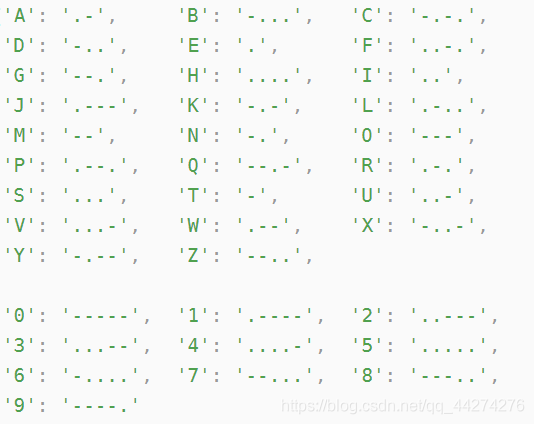 'A': '.-',     'B': '-...',   'C': '-.-.',
'D': '-..',    'E': '.',      'F': '..-.',
'G': '--.',    'H': '....',   'I': '..',
'J': '.---',   'K': '-.-',    'L': '.-..',
'M': '--',     'N': '-.',     'O': '---',
'P': '.--.',   'Q': '--.-',   'R': '.-.',
'S': '...',    'T': '-',      'U': '..-',
'V': '...-',   'W': '.--',    'X': '-..-',
'Y': '-.--',   'Z': '--..',
'0': '-----',  '1': '.----',  '2': '..---',
'3': '...--',  '4': '....-',  '5': '.....',
'6': '-....',  '7': '--...',  '8': '---..',
'9': '----.'
https://blog.csdn.net/qq_44274276